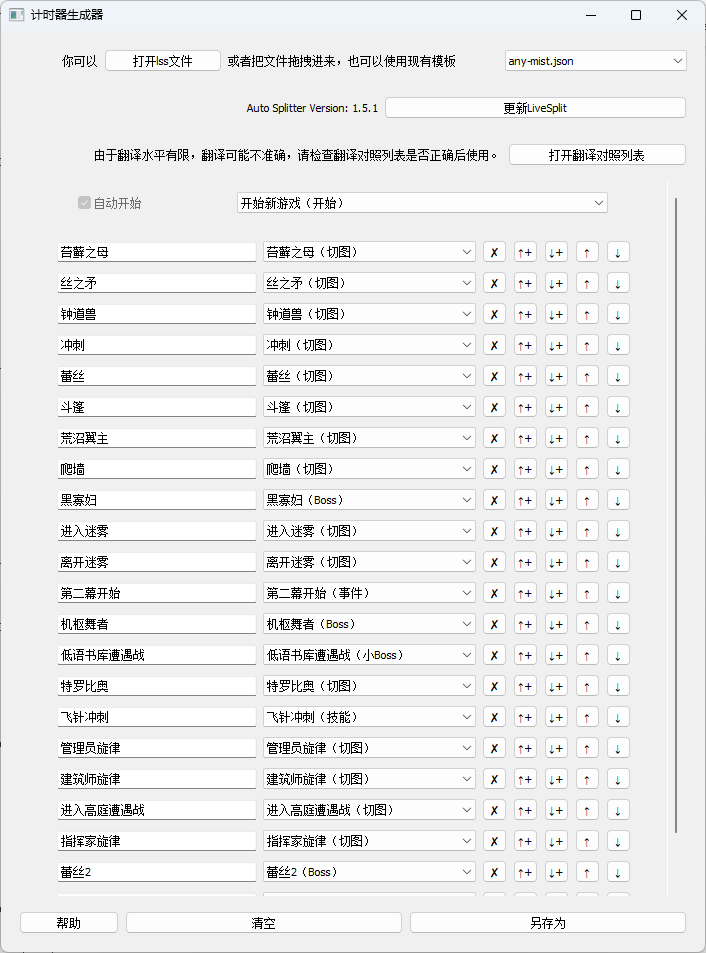 计时器生成器
你可以 打开lss文件 或者把文件拖拽进来，也可以使用现有模板 any-mist.json
Auto Splitter Version: 1.5.1 更新LiveSplit
由于翻译水平有限，翻译可能不准确，请检查翻译对照列表是否正确后使用。 打开翻译对照列表
自动开始 开始新游戏（开始）
苔藓之母 苔藓之母（切图） ✗ ↑+ ↓+ ↑ ↓
丝之矛 丝之矛（切图） ✗ ↑+ ↓+ ↑ ↓
钟道兽 钟道兽（切图） ✗ ↑+ ↓+ ↑ ↓
冲刺 冲刺（切图） ✗ ↑+ ↓+ ↑ ↓
蕾丝 蕾丝（切图） ✗ ↑+ ↓+ ↑ ↓
斗篷 斗篷（切图） ✗ ↑+ ↓+ ↑ ↓
荒沼翼主 荒沼翼主（切图） ✗ ↑+ ↓+ ↑ ↓
爬墙 爬墙（切图） ✗ ↑+ ↓+ ↑ ↓
黑寡妇 黑寡妇（Boss） ✗ ↑+ ↓+ ↑ ↓
进入迷雾 进入迷雾（切图） ✗ ↑+ ↓+ ↑ ↓
离开迷雾 离开迷雾（切图） ✗ ↑+ ↓+ ↑ ↓
第二幕开始 第二幕开始（事件） ✗ ↑+ ↓+ ↑ ↓
机枢舞者 机枢舞者（Boss） ✗ ↑+ ↓+ ↑ ↓
低语书库遭遇战 低语书库遭遇战（小Boss） ✗ ↑+ ↓+ ↑ ↓
特罗比奥 特罗比奥（切图） ✗ ↑+ ↓+ ↑ ↓
飞针冲刺 飞针冲刺（技能） ✗ ↑+ ↓+ ↑ ↓
管理员旋律 管理员旋律（切图） ✗ ↑+ ↓+ ↑ ↓
建筑师旋律 建筑师旋律（切图） ✗ ↑+ ↓+ ↑ ↓
进入高庭遭遇战 进入高庭遭遇战（切图） ✗ ↑+ ↓+ ↑ ↓
指挥家旋律 指挥家旋律（切图） ✗ ↑+ ↓+ ↑ ↓
蕾丝2 蕾丝2（Boss） ✗ ↑+ ↓+ ↑ ↓
帮助 清空 另存为